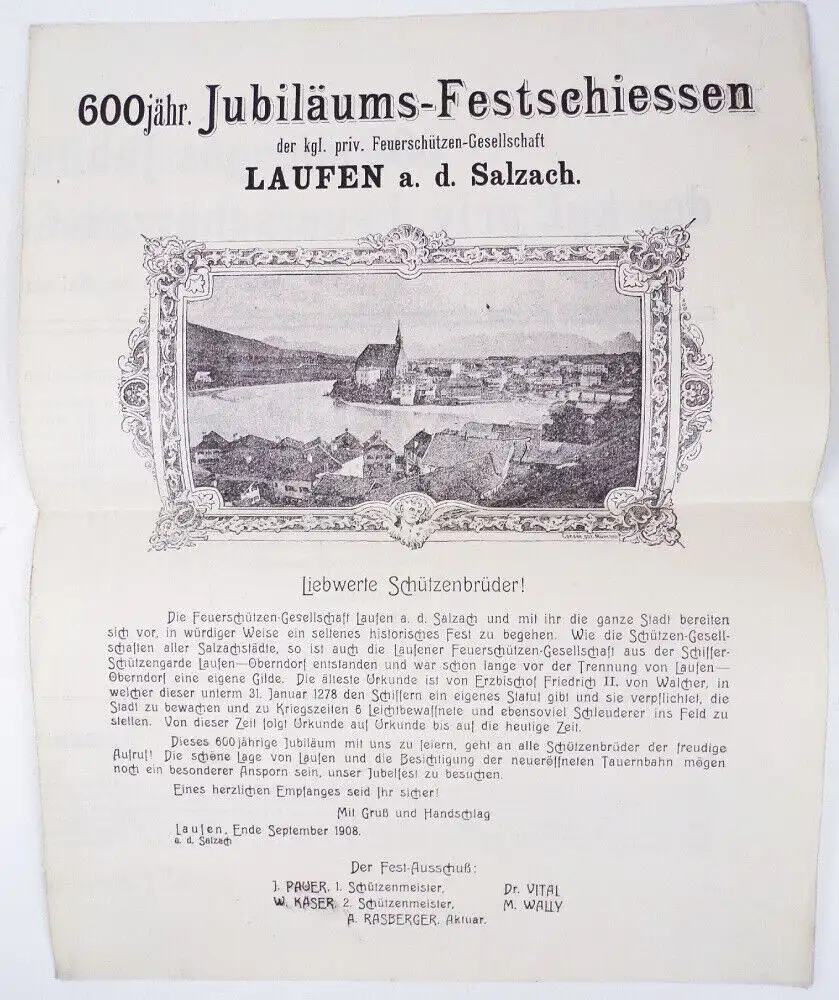 600jähr. Jubiläums-Festschiessen
der kgl. priv. Feuerschützen-Gesellschaft
LAUFEN a. d. Salzach.
Liebwerte Schützenbrüder!
Die Feuerschützen-Gesellschaft Laufen a. d. Salzach und mit ihr die ganze Stadt bereiten
sich vor, in würdiger Weise ein seltenes historisches Fest zu begehen. Wie die Schützen-Gesell-
schaften aller Salzachstädte, so ist auch die Laufener Feuerschützen-Gesellschaft aus der Schiffer-
Schützengarde Laufen—Oberndorf entstanden und war schon lange vor der Trennung von Laufen—
Oberndorf eine eigene Gilde. Die älteste Urkunde ist von Erzbischof Friedrich II. von Walcher, in
welcher dieser unterm 31. Januar 1278 den Schiffern ein eigenes Statut gibt und sie verpflichtet, die
Stadt zu bewachen und zu Kriegszeiten 6 Leichtbewaffnete und ebensoviel Schleuderer ins Feld zu
stellen. Von dieser Zeit folgt Urkunde auf Urkunde bis auf die heutige Zeit.
Dieses 600jährige Jubiläum mit uns zu feiern, geht an alle Schützenbrüder der freudige
Aufruf! Die schöne Lage von Laufen und die Besichtigung der neueröffneten Tauernbahn mögen
noch ein besonderer Ansporn sein, unser Jubelfest zu besuchen.
Eines herzlichen Empfanges seid Ihr sicher!
Mit Gruß und Handschlag
Laufen, Ende September 1908.
a. d. Salzach
Der Fest-Ausschuß:
J. PAUER, 1. Schützenmeister, Dr. VITAL
W. KASER, 2. Schützenmeister, M. WALLY
A. RASBERGER, Aktuar.